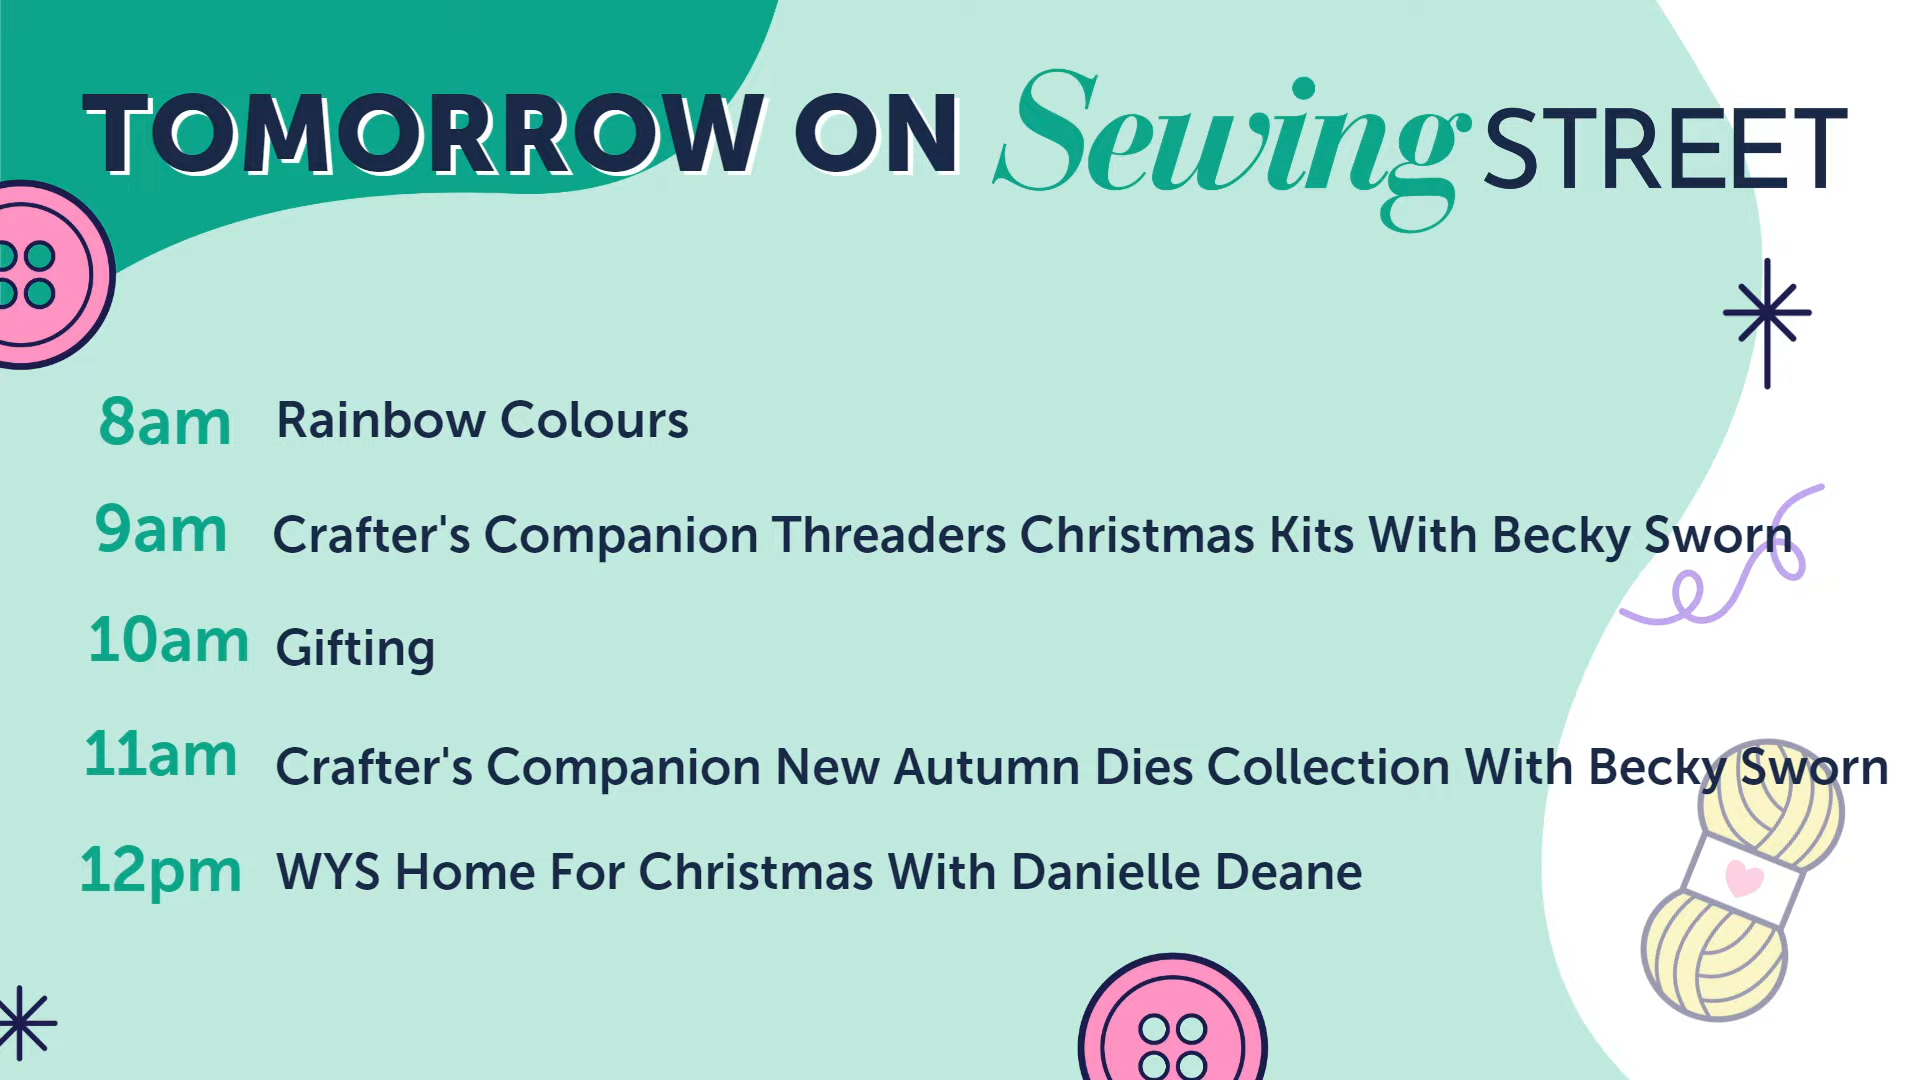 TOMORROW ON Sewing STREET
8am Rainbow Colours
9am Crafter's Companion Threaders Christmas Kits With Becky Sworn
10am Gifting
11am Crafter's Companion New Autumn Dies Collection With Becky Sworn
12pm WYS Home For Christmas With Danielle Deane